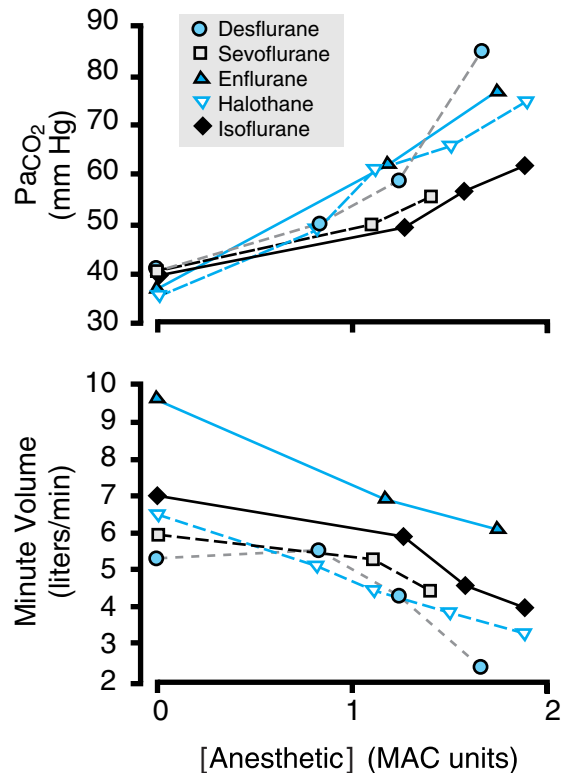 90
80
70
60
50
40
30
PaCO2
(mm Hg)
Desflurane
Sevoflurane
Enflurane
Halothane
Isoflurane
10
9
8
7
6
5
4
3
2
Minute Volume
(liters/min)
0 1 2
[Anesthetic] (MAC units)